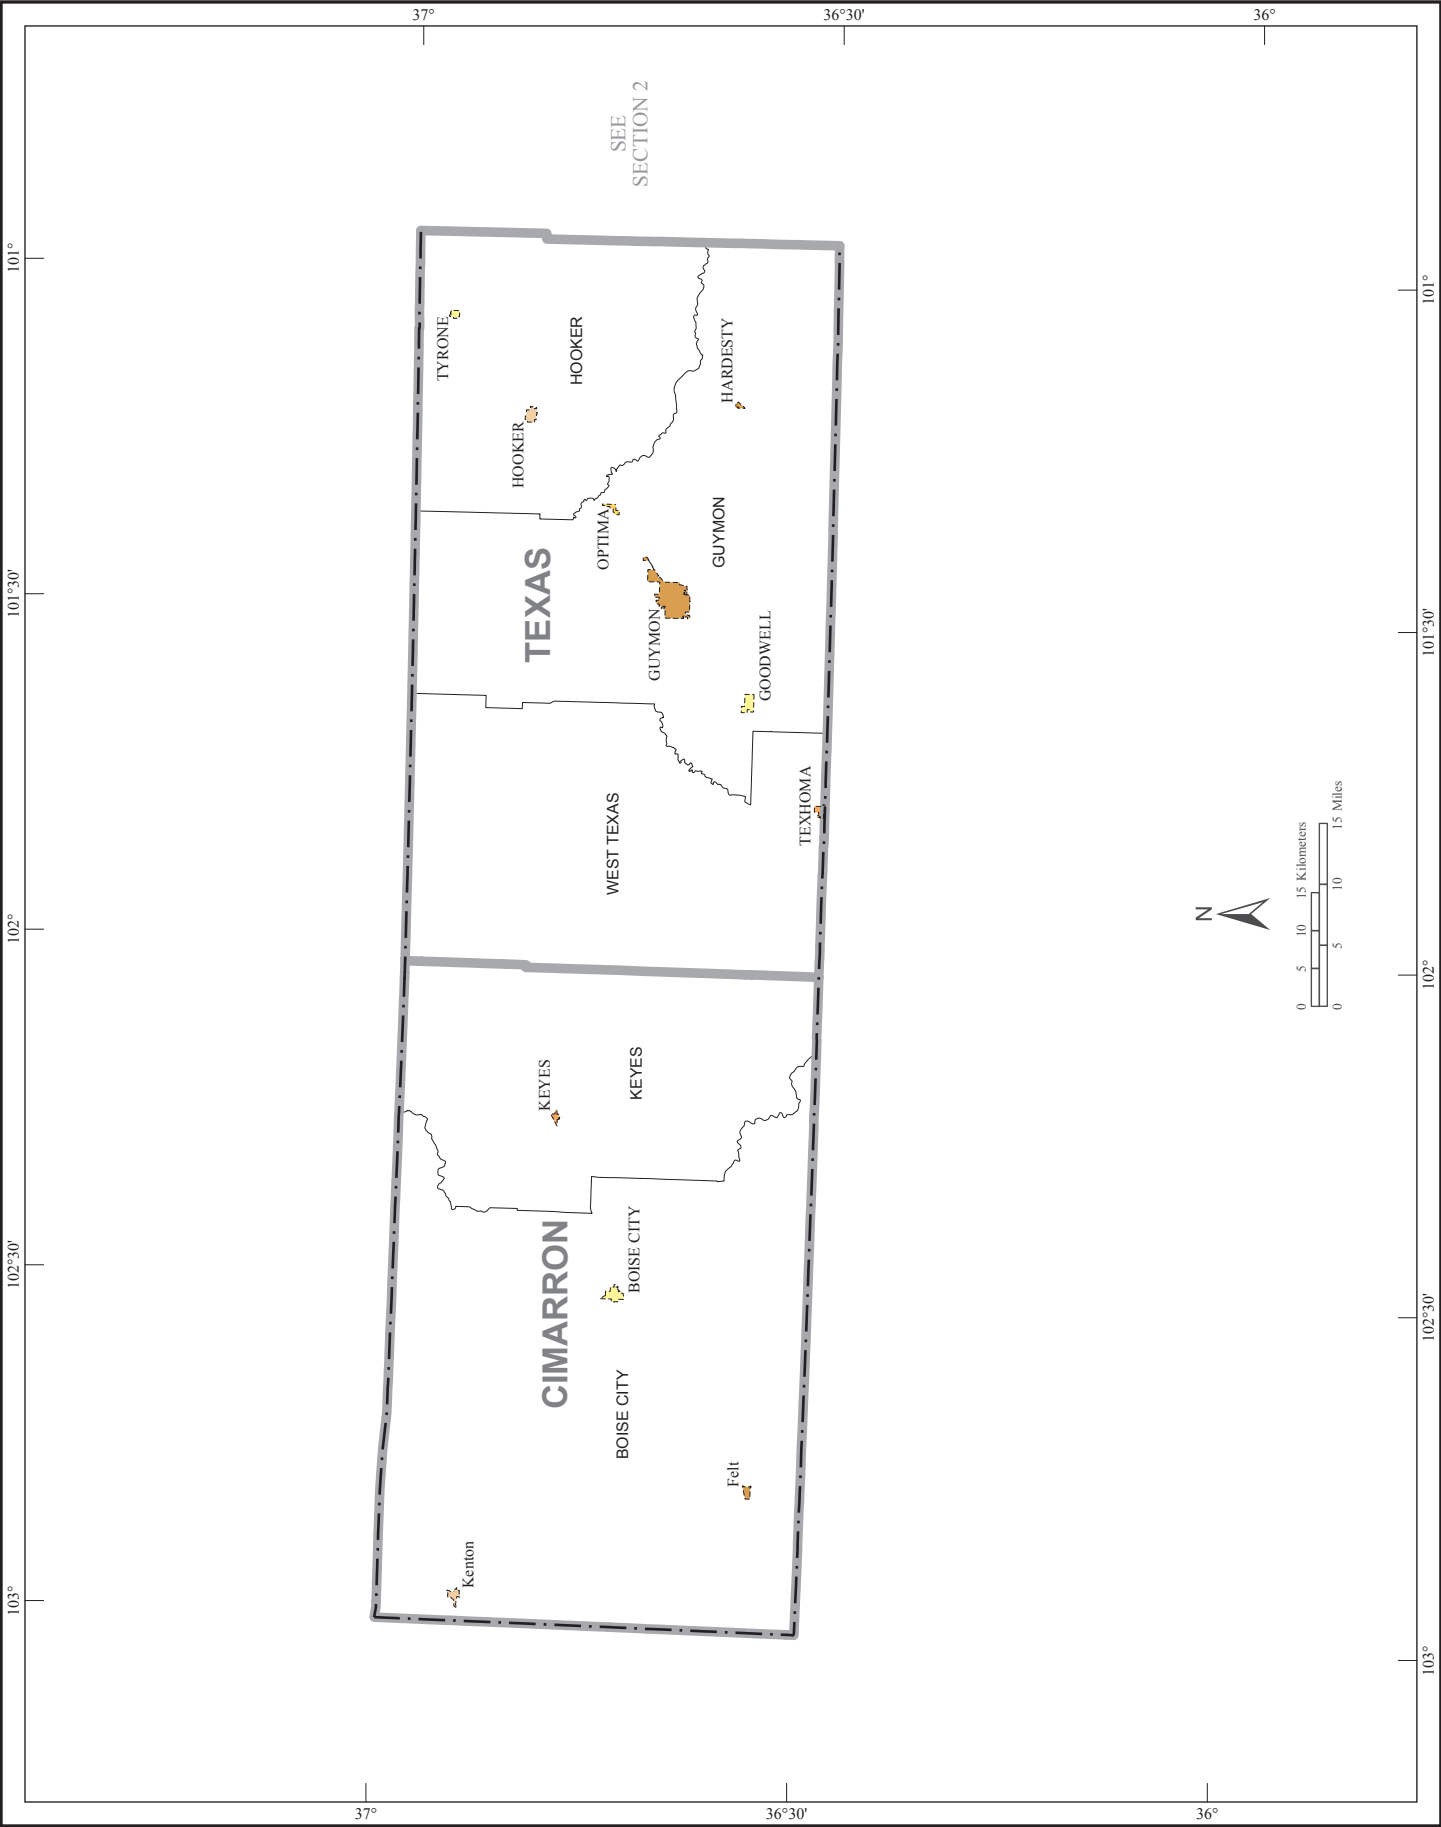 37°
36°30'
36°
SEE
SECTION 2
101°
101°
TYRONE
HOOKER
HARDESTY
HOOKER
OPTIMA
GUYMON
TEXAS
101°30'
101°30'
GUYMON
GOODWELL
TEXHOMA
WEST TEXAS
102°
102°
N
0 5 10 15 Kilometers
0 5 10 15 Miles
KEYES
KEYES
BOISE CITY
CIMARRON
102°30'
102°30'
BOISE CITY
Felt
Kenton
103°
103°
37°
36°30'
36°